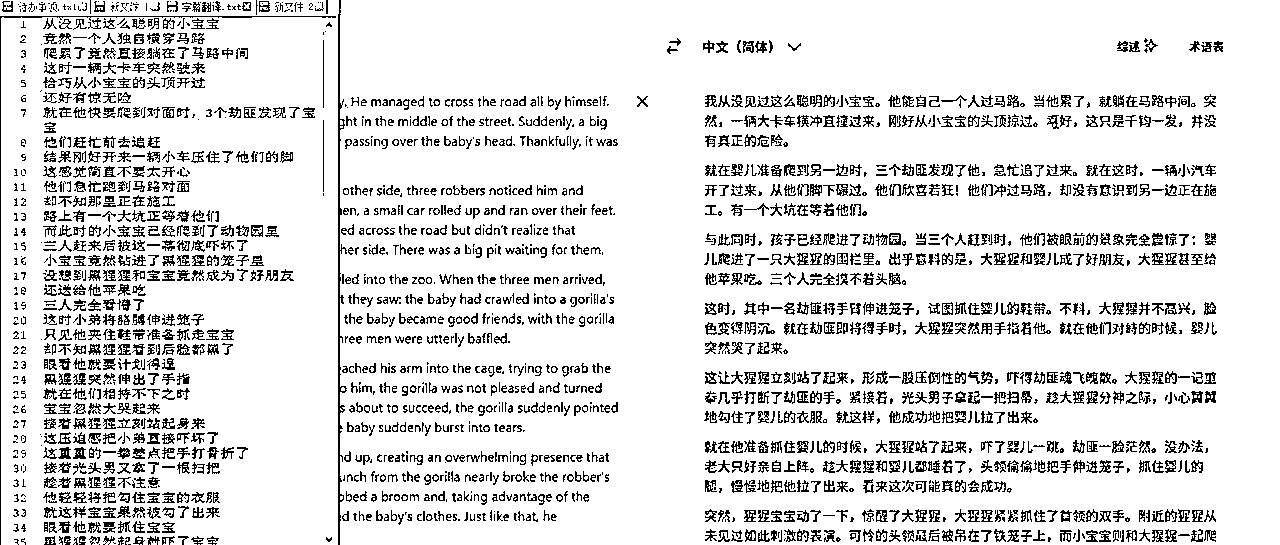 待办事项.txt 新文件 1 字幕翻译.txt 新文件 2
1 从没见过这么聪明的小宝宝
2 竟然一个人独自横穿马路
3 爬累了竟然直接躺在了马路中间
4 这时一辆大卡车突然驶来
5 恰巧从小宝宝的头顶开过
6 还好有惊无险
7 就在他快要爬到对面时，3个劫匪发现了宝
宝
8 他们赶忙前去追赶
9 结果刚好开来一辆小车压住了他们的脚
10 这感觉简直不要太开心
11 他们急忙跑到马路对面
12 却不知那里正在施工
13 路上有一个大坑正等着他们
14 而此时的小宝宝已经爬到了动物园里
15 三人赶来后被这一幕彻底吓坏了
16 小宝宝竟然钻进了黑猩猩的笼子里
17 没想到黑猩猩和宝宝竟然成为了好朋友
18 还送给他苹果吃
19 三人完全看懵了
20 这时小弟将胳膊伸进笼子
21 只见他夹住鞋带准备抓走宝宝
22 却不知黑猩猩看到后脸都黑了
23 眼看他就要计划得逞
24 黑猩猩突然伸出了手指
25 就在他们相持不下之时
26 宝宝忽然大哭起来
27 接着黑猩猩立刻站起身来
28 这压迫感把小弟直接吓坏了
29 这重重的一拳差点把手打骨折了
30 接着光头男又拿了一根扫把
31 趁着黑猩猩不注意
32 他轻轻将把勾住宝宝的衣服
33 就这样宝宝果然被勾了出来
34 眼看他就要抓住宝宝
35 黑猩猩忽然起身就吓了宝宝
y. He managed to cross the road all by himself.
ght in the middle of the street. Suddenly, a big
passing over the baby's head. Thankfully, it was
other side, three robbers noticed him and
en, a small car rolled up and ran over their feet.
ed across the road but didn't realize that
her side. There was a big pit waiting for them.
led into the zoo. When the three men arrived,
t they saw: the baby had crawled into a gorilla's
the baby became good friends, with the gorilla
hree men were utterly baffled.
eached his arm into the cage, trying to grab the
o him, the gorilla was not pleased and turned
s about to succeed, the gorilla suddenly pointed
e baby suddenly burst into tears.
nd up, creating an overwhelming presence that
unch from the gorilla nearly broke the robber's
bbed a broom and, taking advantage of the
d the baby's clothes. Just like that, he
中文（简体） 综述 术语表
我从没见过这么聪明的小宝宝。他能自己一个人过马路。当他累了，就躺在马路中间。突
然，一辆大卡车横冲直撞过来，刚好从小宝宝的头顶掠过。还好，这只是千钧一发，并没
有真正的危险。
就在婴儿准备爬到另一边时，三个劫匪发现了他，急忙追了过来。就在这时，一辆小汽车
开了过来，从他们脚下碾过。他们欣喜若狂！他们冲过马路，却没有意识到另一边正在施
工。有一个大坑在等着他们。
与此同时，孩子已经爬进了动物园。当三个人赶到时，他们被眼前的景象完全震惊了：婴
儿爬进了一只大猩猩的围栏里。出乎意料的是，大猩猩和婴儿成了好朋友，大猩猩甚至给
他苹果吃。三个人完全摸不着头脑。
这时，其中一名劫匪将手臂伸进笼子，试图抓住婴儿的鞋带。不料，大猩猩并不高兴，脸
色变得阴沉。就在劫匪即将得手时，大猩猩突然用手指着他。就在他们对峙的时候，婴儿
突然哭了起来。
这让大猩猩立刻站了起来，形成一股压倒性的气势，吓得劫匪魂飞魄散。大猩猩的一记重
拳几乎打断了劫匪的手。紧接着，光头男子拿起一把扫帚，趁大猩猩分神之际，小心翼翼
地勾住了婴儿的衣服。就这样，他成功地把婴儿拉了出来。
就在他准备抓住婴儿的时候，大猩猩站了起来，吓了婴儿一跳。劫匪一脸茫然。没办法，
老大只好亲自上阵。趁大猩猩和婴儿都睡着了，头领偷偷地把手伸进笼子，抓住婴儿的
腿，慢慢地把他拉了出来。看来这次可能真的会成功。
突然，猩猩宝宝动了一下，惊醒了大猩猩，大猩猩紧紧抓住了首领的双手。附近的猩猩从
未见过如此刺激的表演。可怜的头领最后被吊在了铁笼子上，而小宝宝则和大猩猩一起爬